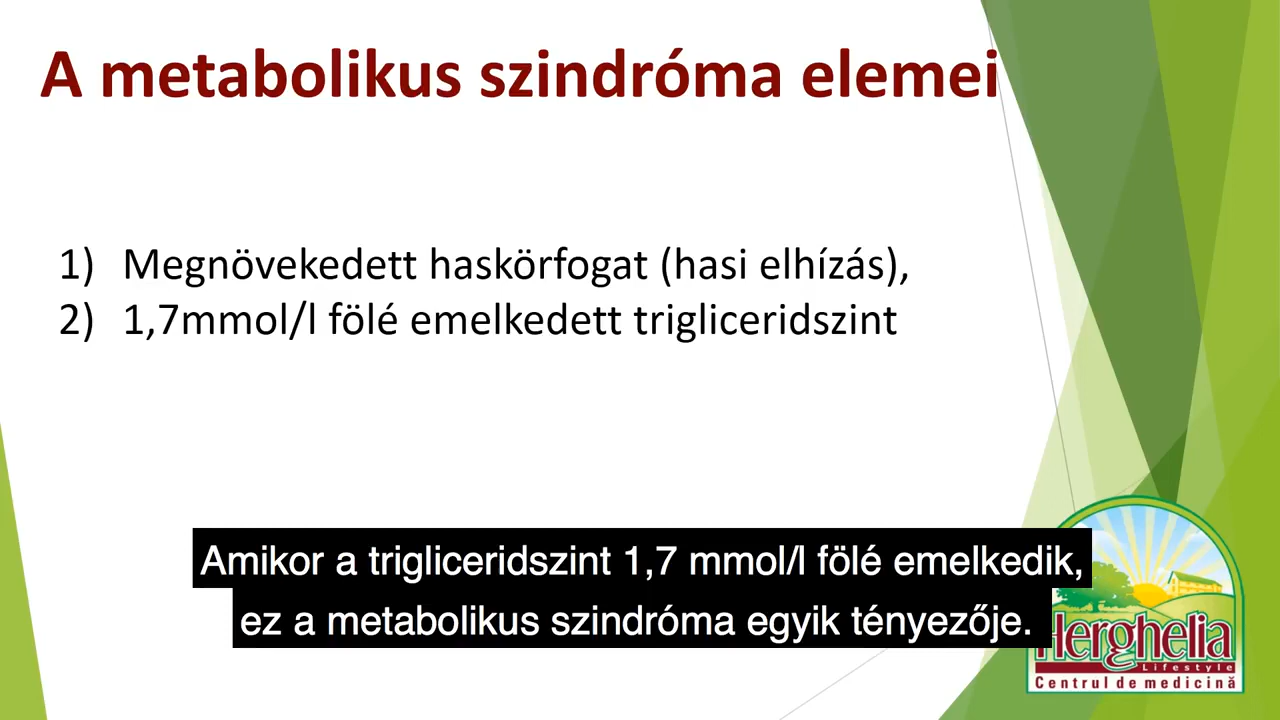 A metabolikus szindróma elemei
1) Megnövekedett haskörfogat (hasi elhízás),
2) 1,7mmol/l fölé emelkedett trigliceridszint
Amikor a trigliceridszint 1,7 mmol/l fölé emelkedik,
ez a metabolikus szindróma egyik tényezője.
Herghelia
Lifestyle
Centrul de medicină